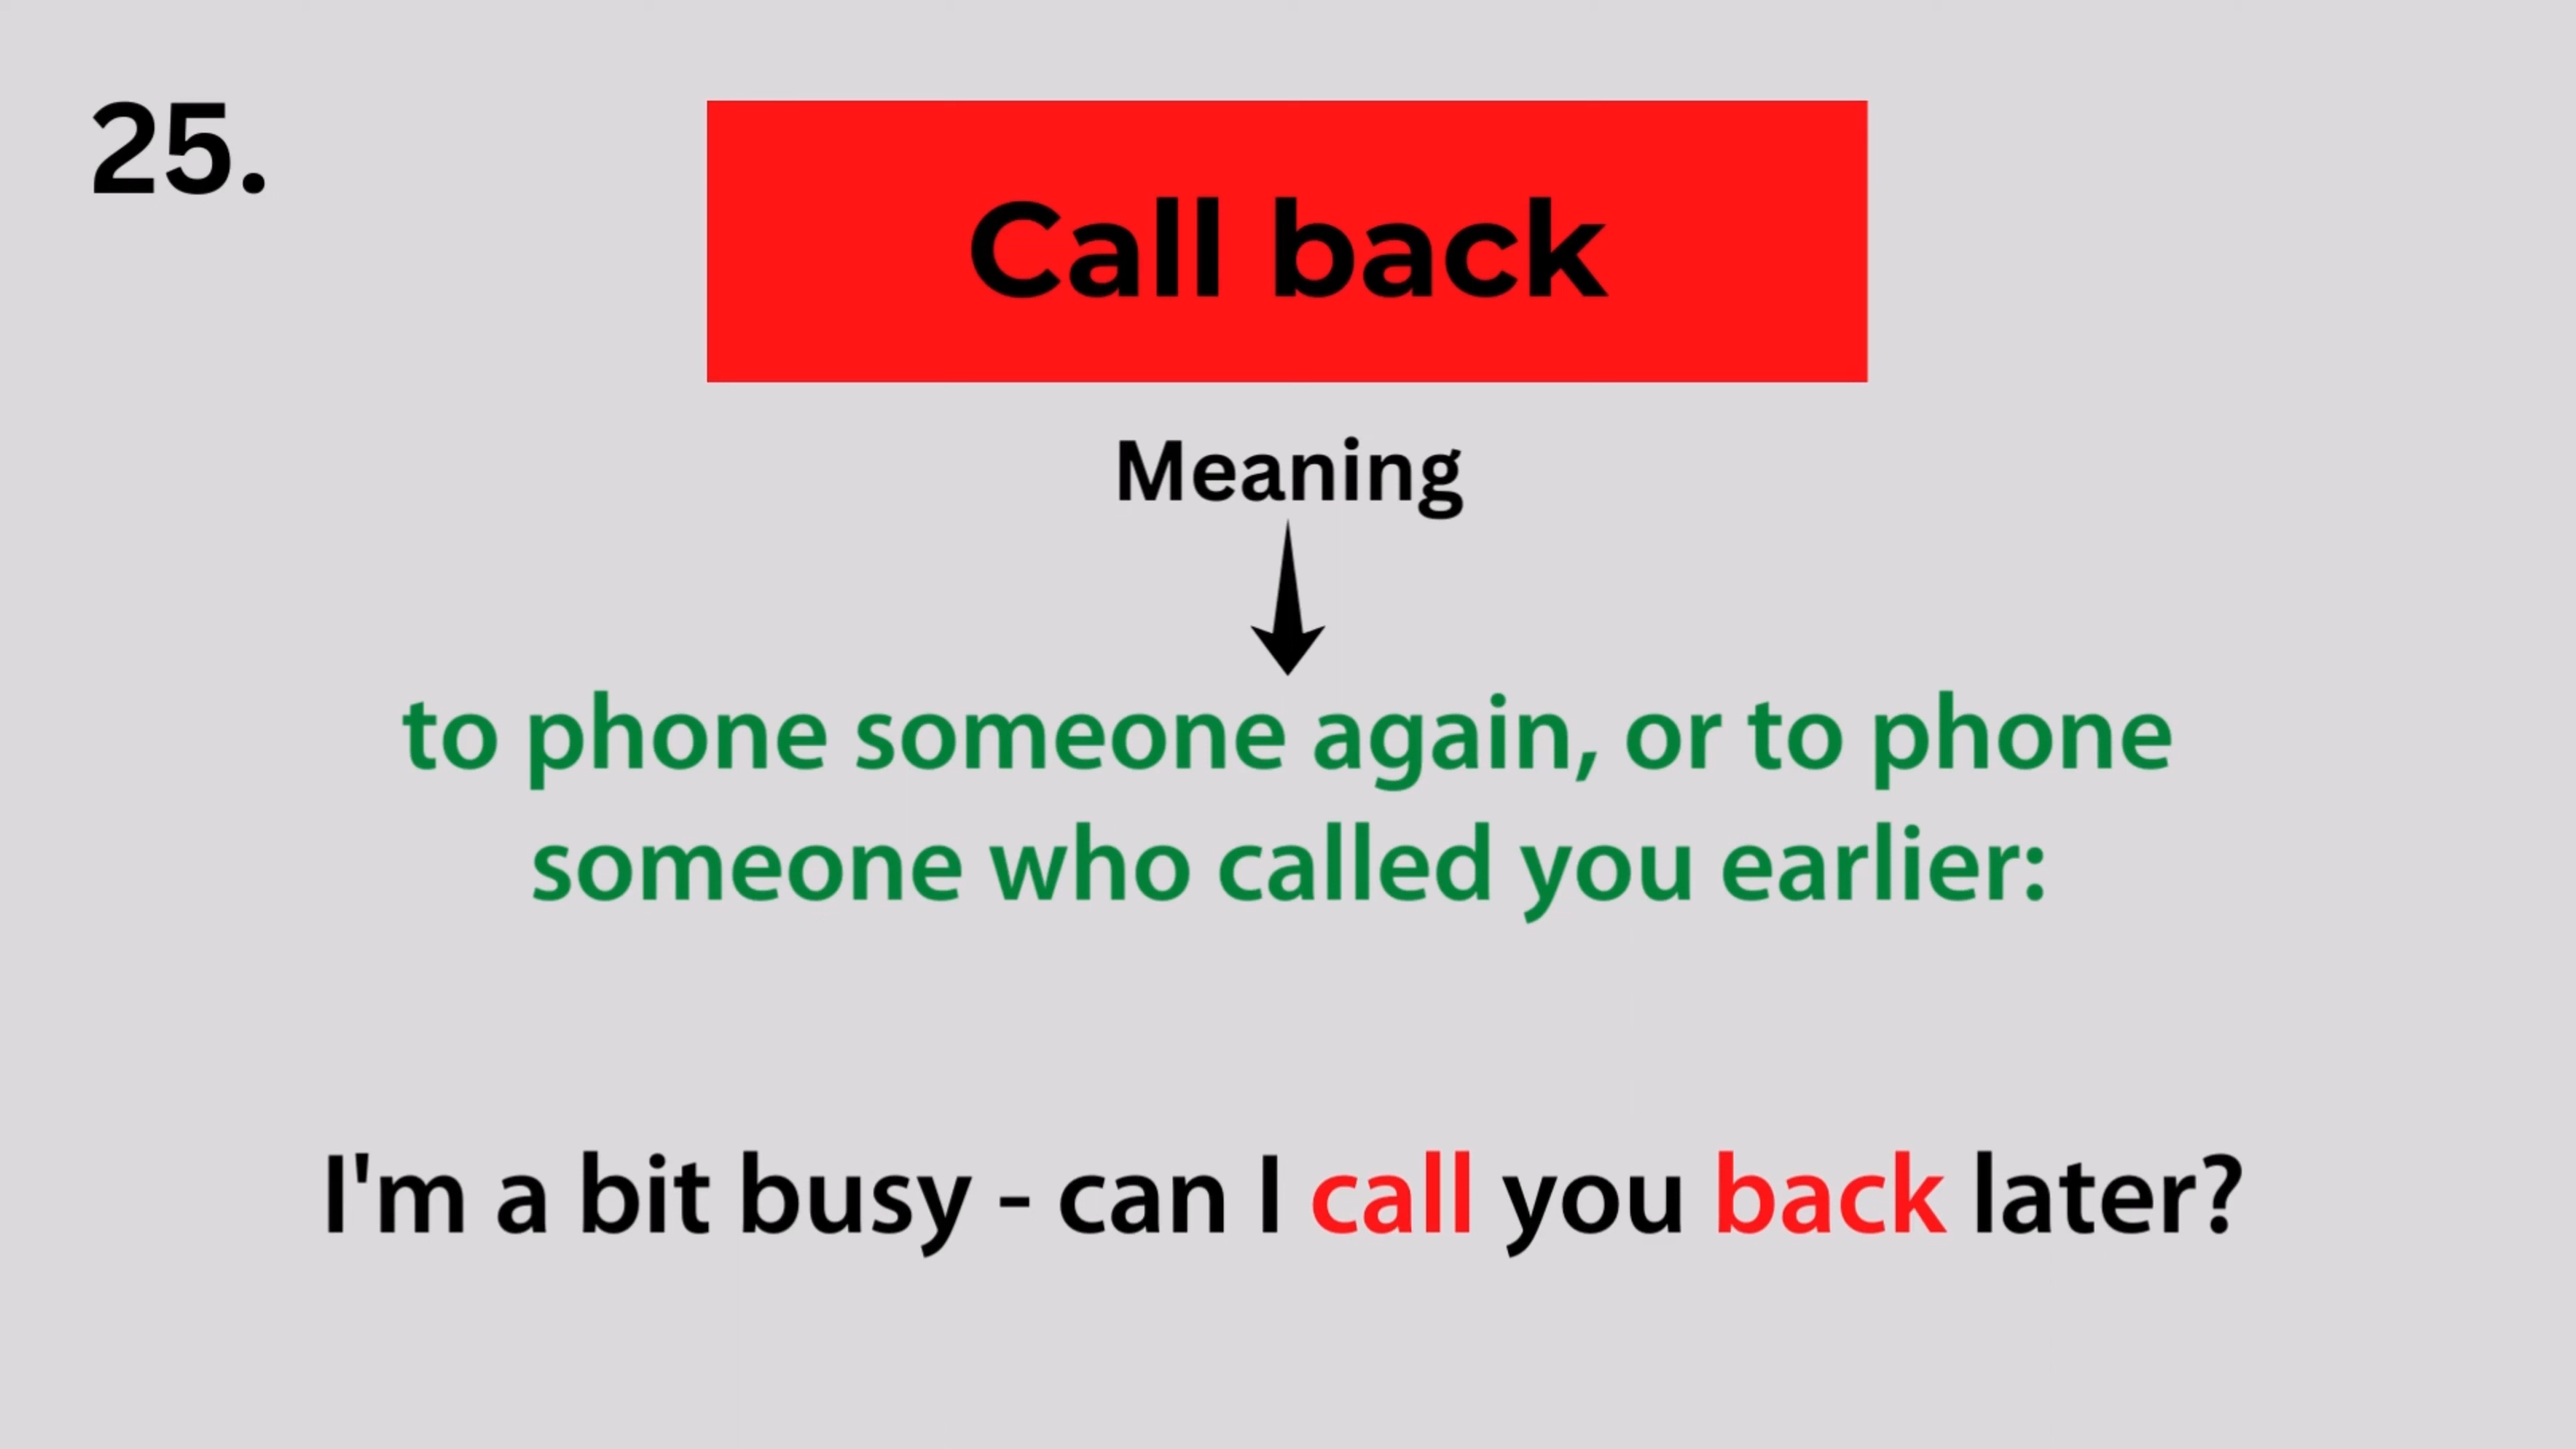 25.
Call back
Meaning
to phone someone again, or to phone
someone who called you earlier:
I'm a bit busy - can I call you back later?